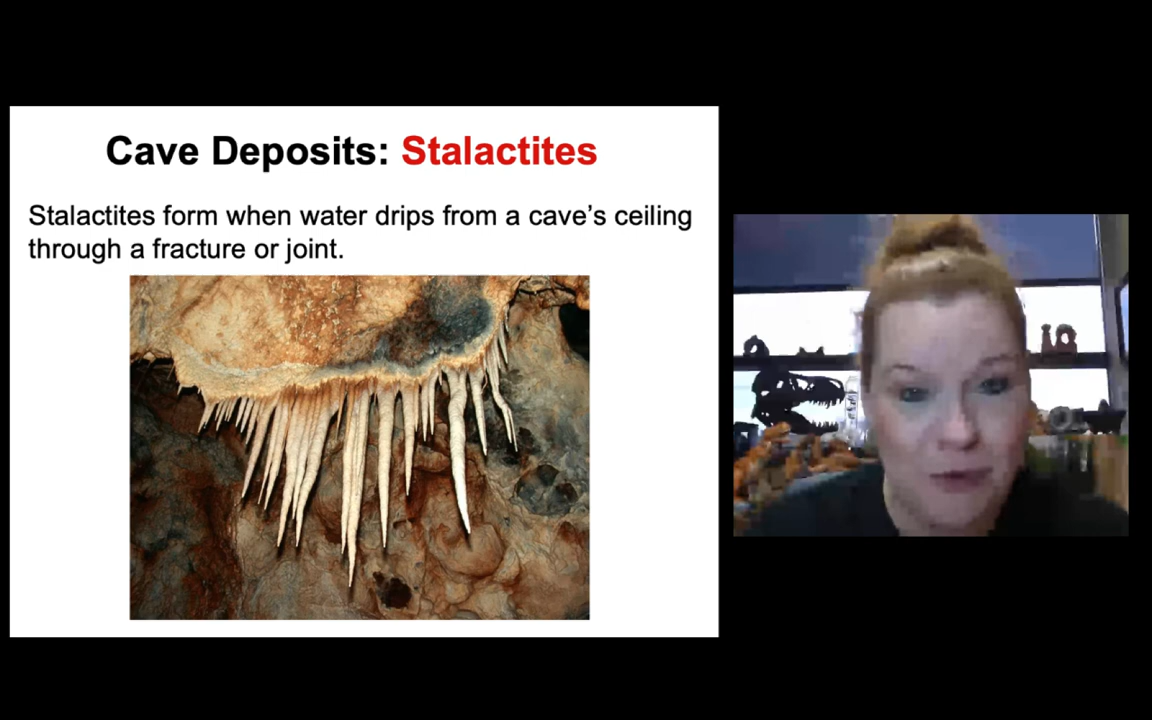 Cave Deposits: Stalactites
Stalactites form when water drips from a cave’s ceiling
through a fracture or joint.